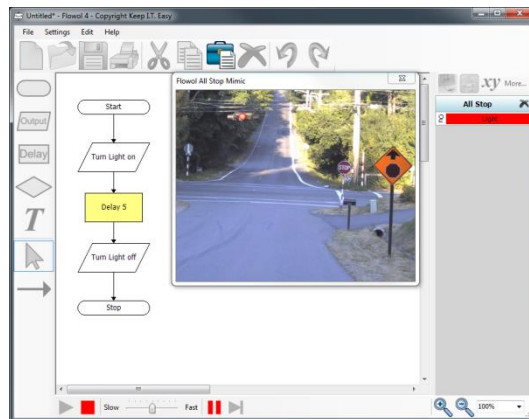 Untitled* - Flowol 4 - Copyright Keep I.T. Easy
File Settings Edit Help
Output
Delay
T
Start
Turn Light on
Delay 5
Turn Light off
Stop
Flowol All Stop Mimic
xy More...
All Stop
Out
Light
Slow Fast
100%